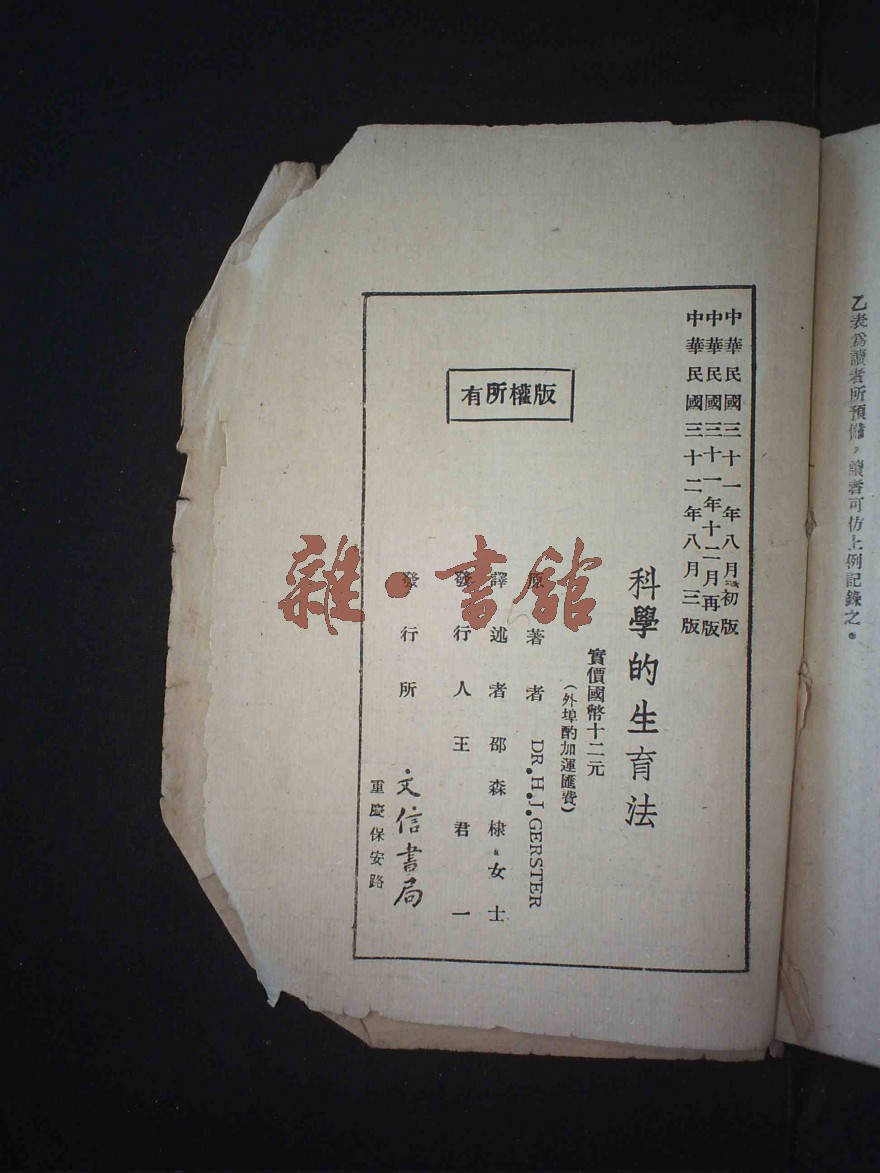 乙表爲讀者所預備，讀者可仿上例記錄之。
中華民國三十一年八月初版
中華民國三十一年十二月再版
中華民國三十二年八月三版
科學的生育法
實價國幣十二元
（外埠酌加運匯費）
原著者 DR. H. J. GERSTER
譯述者 邵森棣女士
發行人 王君一
發行所 文信書局
重慶保安路
版權所有
雜·書館